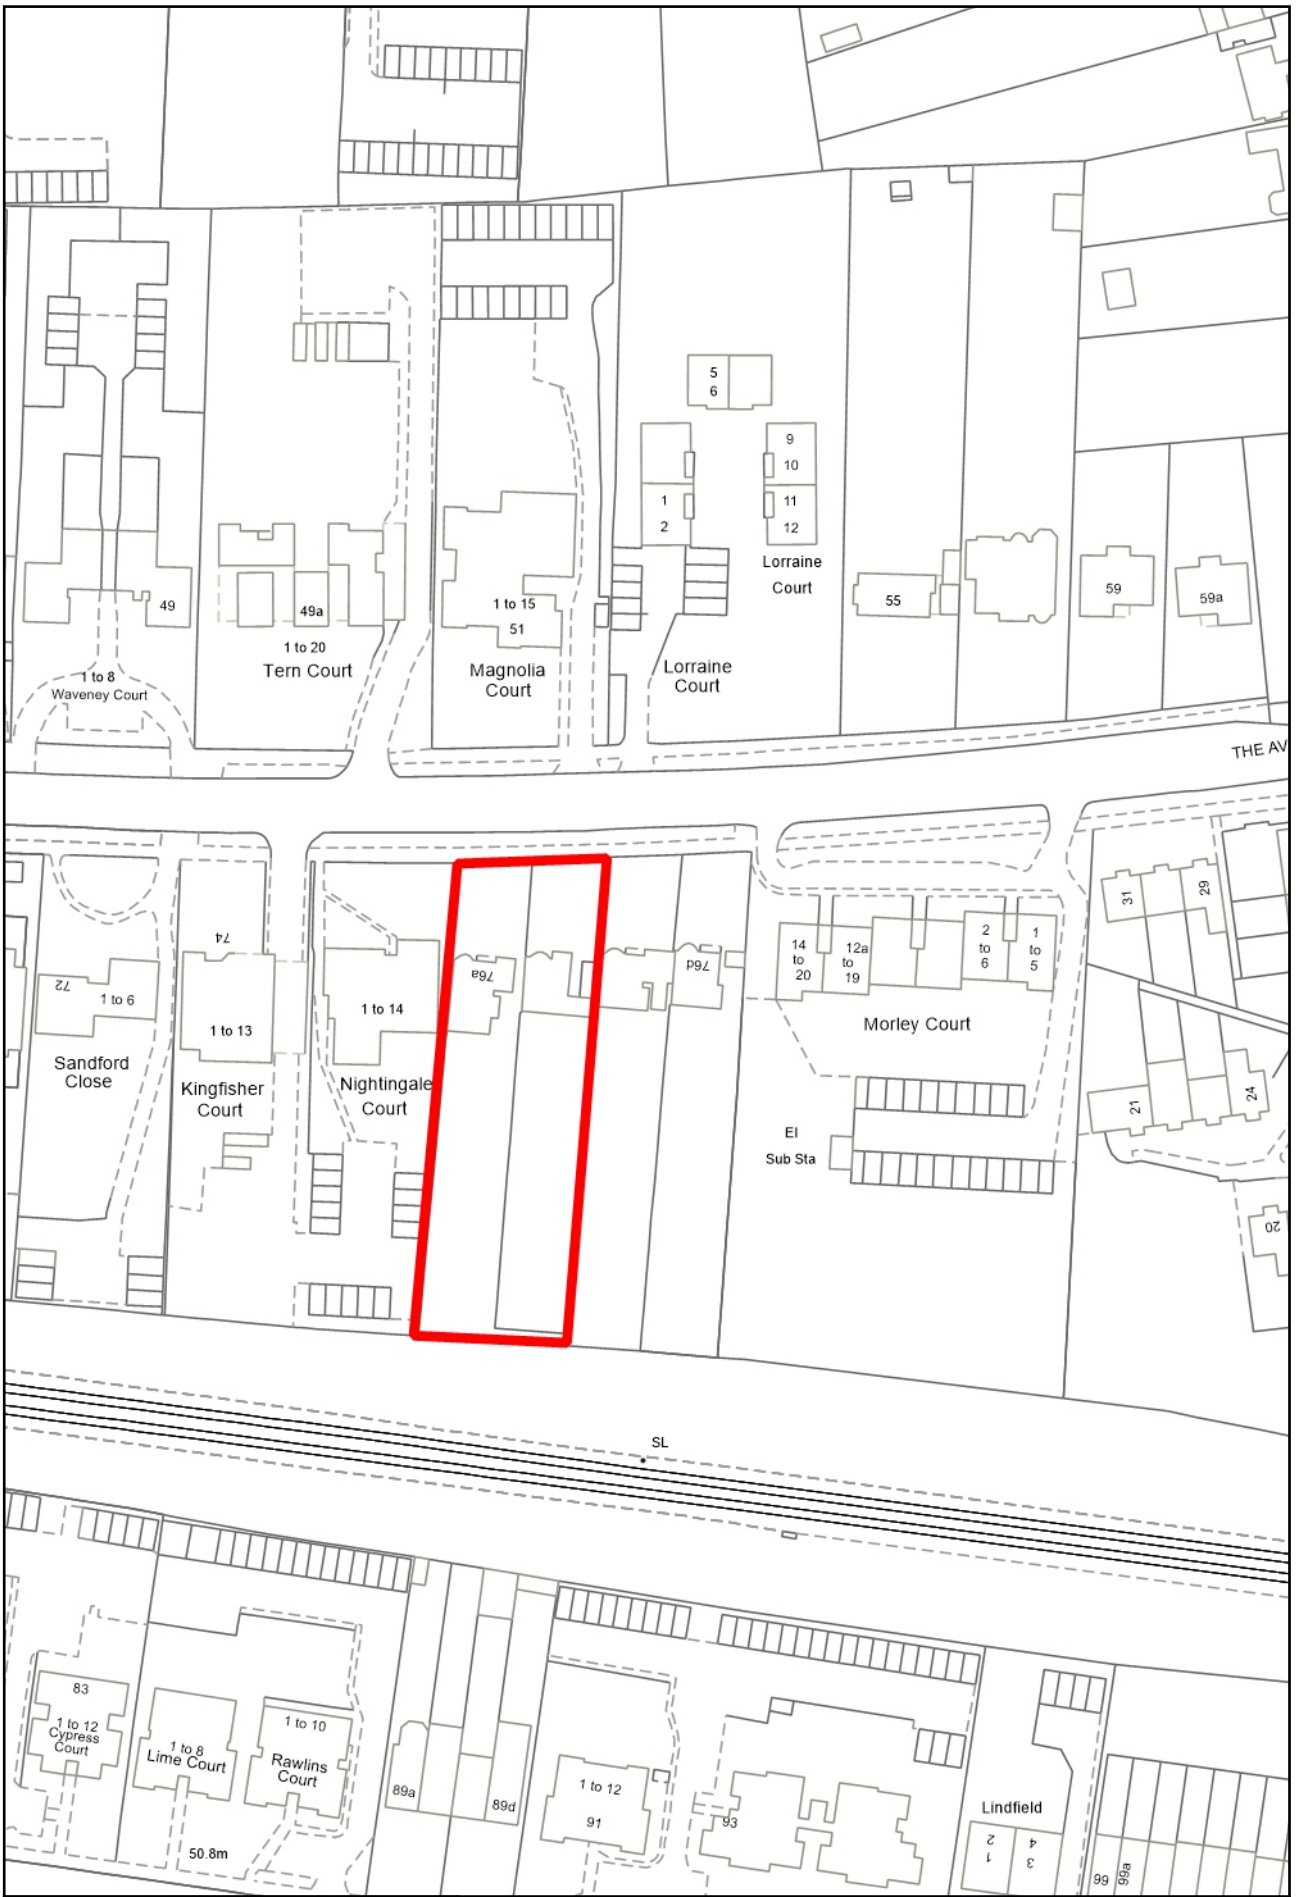 5
6
9
10
1
2
11
12
Lorraine
Court
49
49a
1 to 15
51
55
59
59a
1 to 20
Tern Court
Magnolia
Court
Lorraine
Court
1 to 8
Waveney Court
THE AV
74
72
1 to 6
1 to 13
1 to 14
76a
76d
14
to
20
12a
to
19
2
to
6
1
to
5
31
29
Morley Court
Sandford
Close
Kingfisher
Court
Nightingale
Court
21
24
El
Sub Sta
20
SL
83
1 to 12
Cypress
Court
1 to 8
Lime Court
1 to 10
Rawlins
Court
89a
89d
1 to 12
91
93
Lindfield
2
1
4
3
99
99a
50.8m